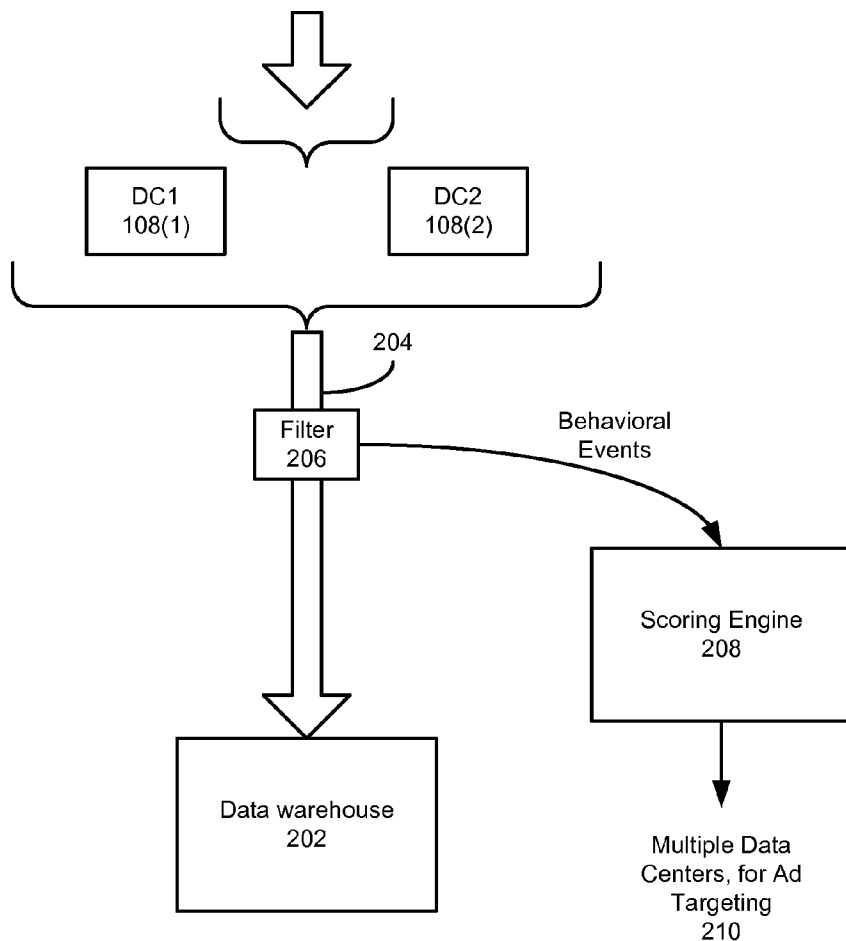 DC1
108(1)
DC2
108(2)
204
Filter
206
Behavioral
Events
Scoring Engine
208
Data warehouse
202
Multiple Data
Centers, for Ad
Targeting
210